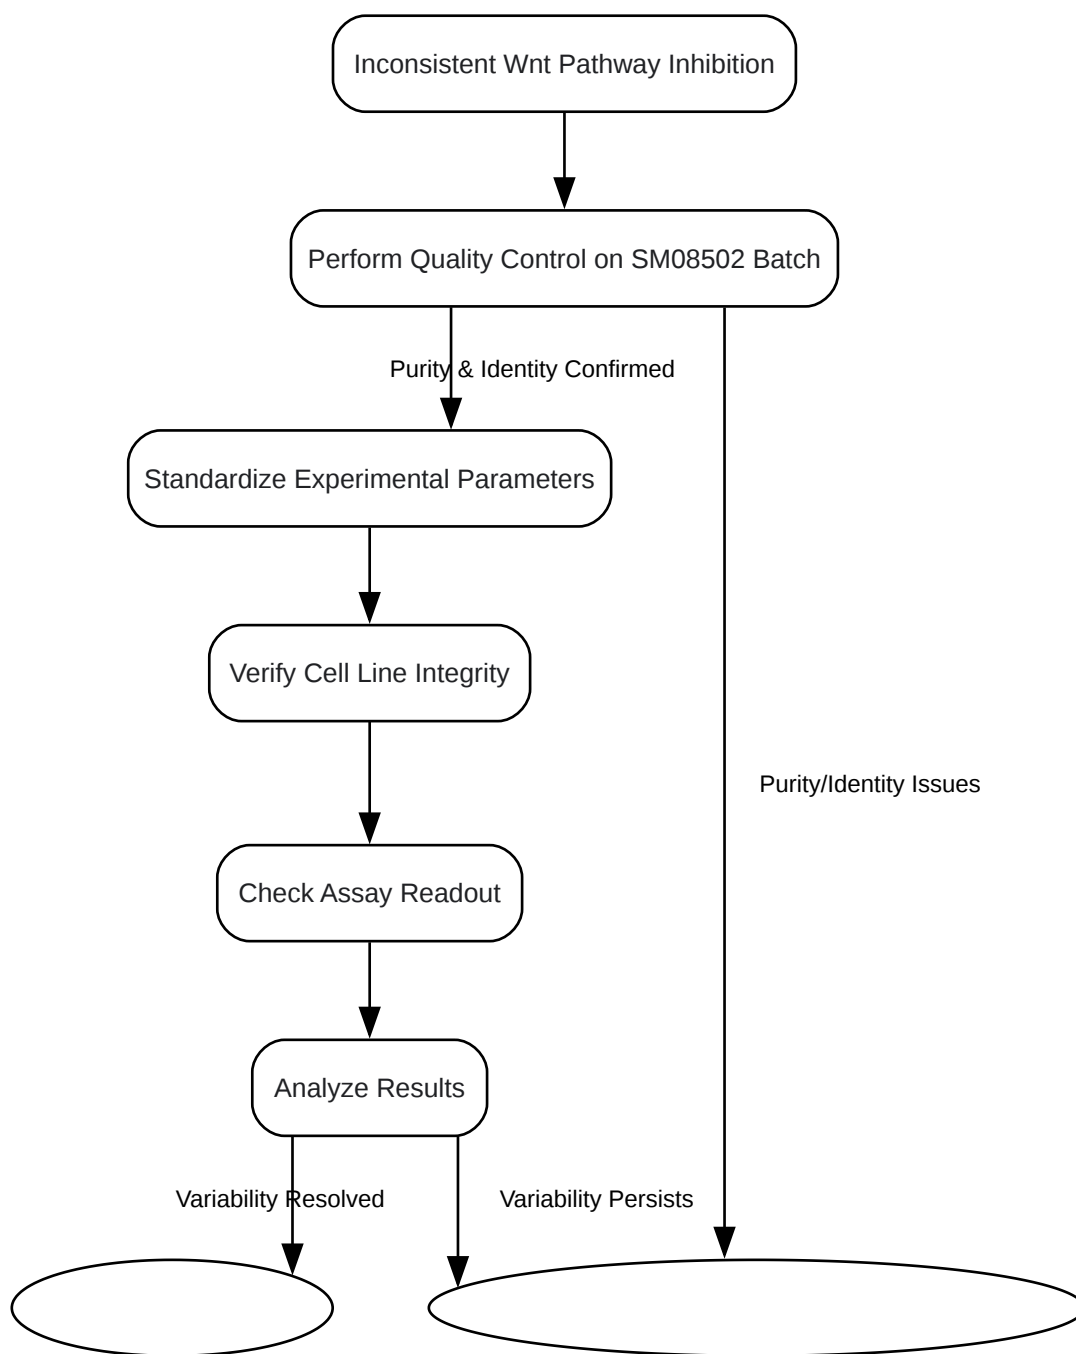 Inconsistent Wnt Pathway Inhibition
Perform Quality Control on SM08502 Batch
Purity & Identity Confirmed
Standardize Experimental Parameters
Verify Cell Line Integrity
Purity/Identity Issues
Check Assay Readout
Analyze Results
Variability Resolved
Variability Persists